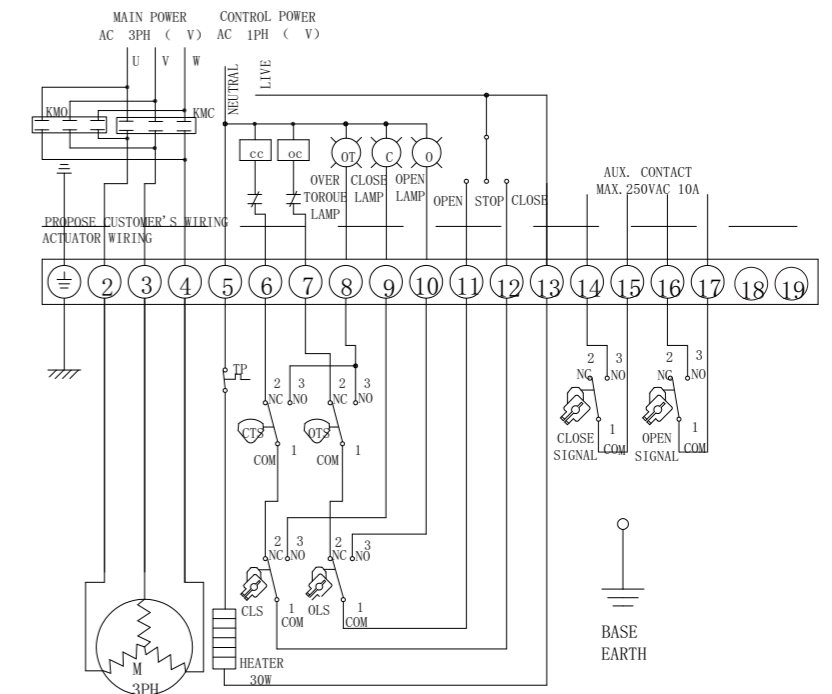 MAIN POWER
AC 3PH ( V)
CONTROL POWER
AC 1PH ( V)
U V W
NEUTRAL
LIVE
KMO
KMC
cc
oc
OT
C
O
OVER
TOROUE
LAMP
CLOSE
LAMP
OPEN
LAMP
OPEN STOP CLOSE
AUX. CONTACT
MAX.250VAC 10A
PROPOSE CUSTOMER'S WIRING
ACTUATOR WIRING
2 3 4 5 6 7 8 9 10 11 12 13 14 15 16 17 18 19
TP
2 3
NC NO
CTS
1
COM
2 3
NC NO
OTS
1
COM
2 3
NC NO
CLOSE
SIGNAL
1
COM
2 3
NC NO
OPEN
SIGNAL
1
COM
2 3
NC NO
CLS
1
COM
2 3
NC NO
OLS
1
COM
M
3PH
HEATER
30W
BASE
EARTH